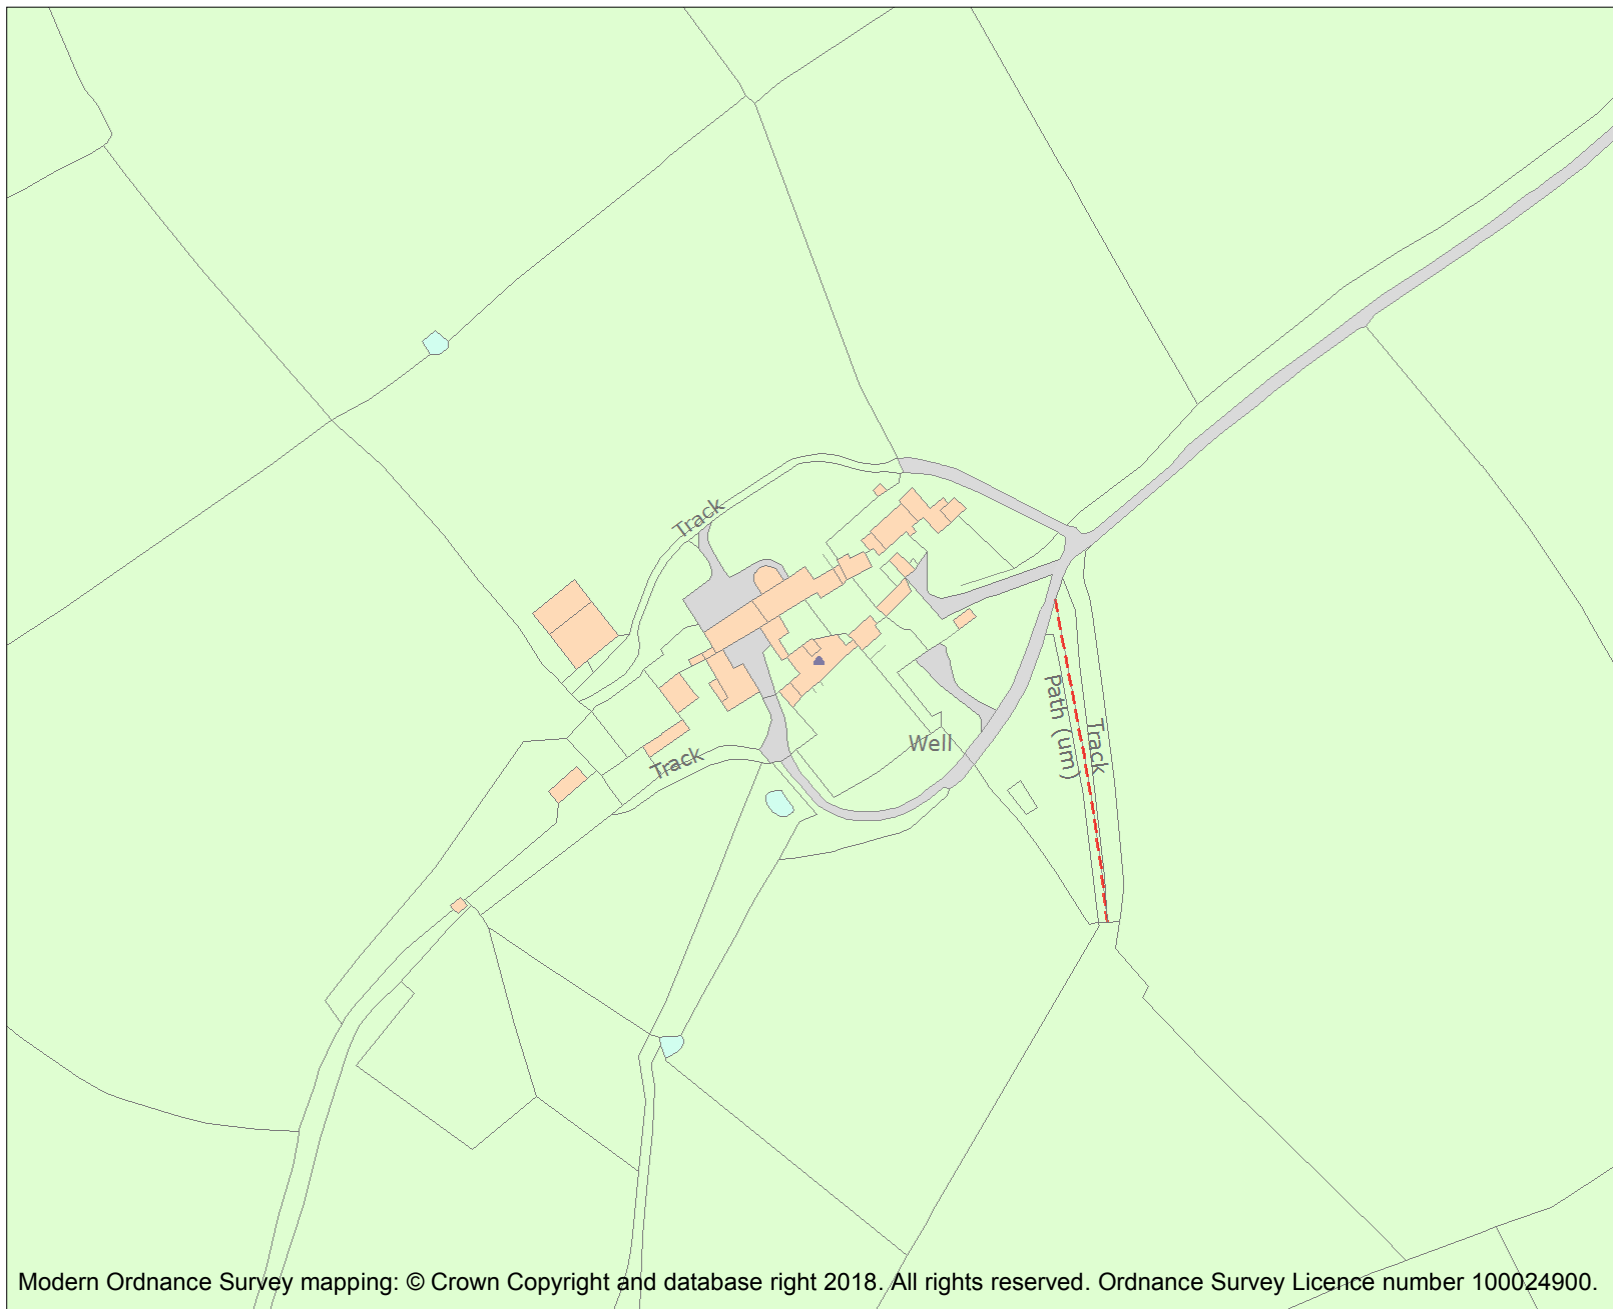 Track
Path (um)
Track
Well
Track
Modern Ordnance Survey mapping: © Crown Copyright and database right 2018. All rights reserved. Ordnance Survey Licence number 100024900.